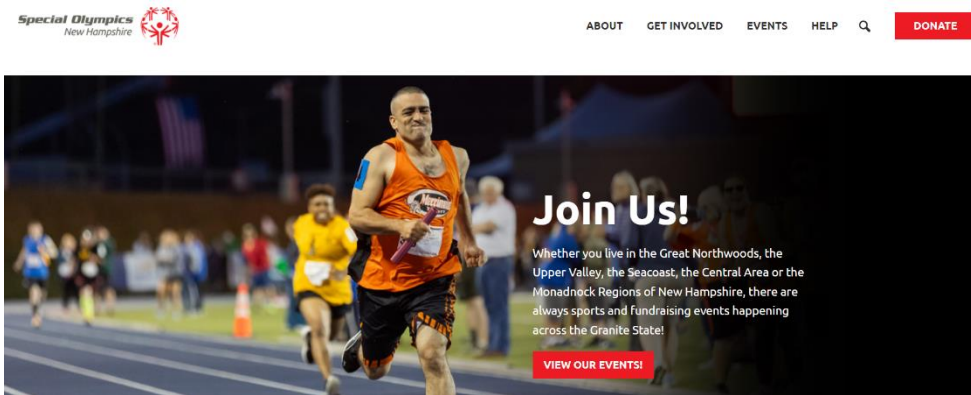 Special Olympics
New Hampshire
ABOUT GET INVOLVED EVENTS HELP DONATE
Join Us!
Whether you live in the Great Northwoods, the
Upper Valley, the Seacoast, the Central Area or the
Monadnock Regions of New Hampshire, there are
always sports and fundraising events happening
across the Granite State!
VIEW OUR EVENTS!